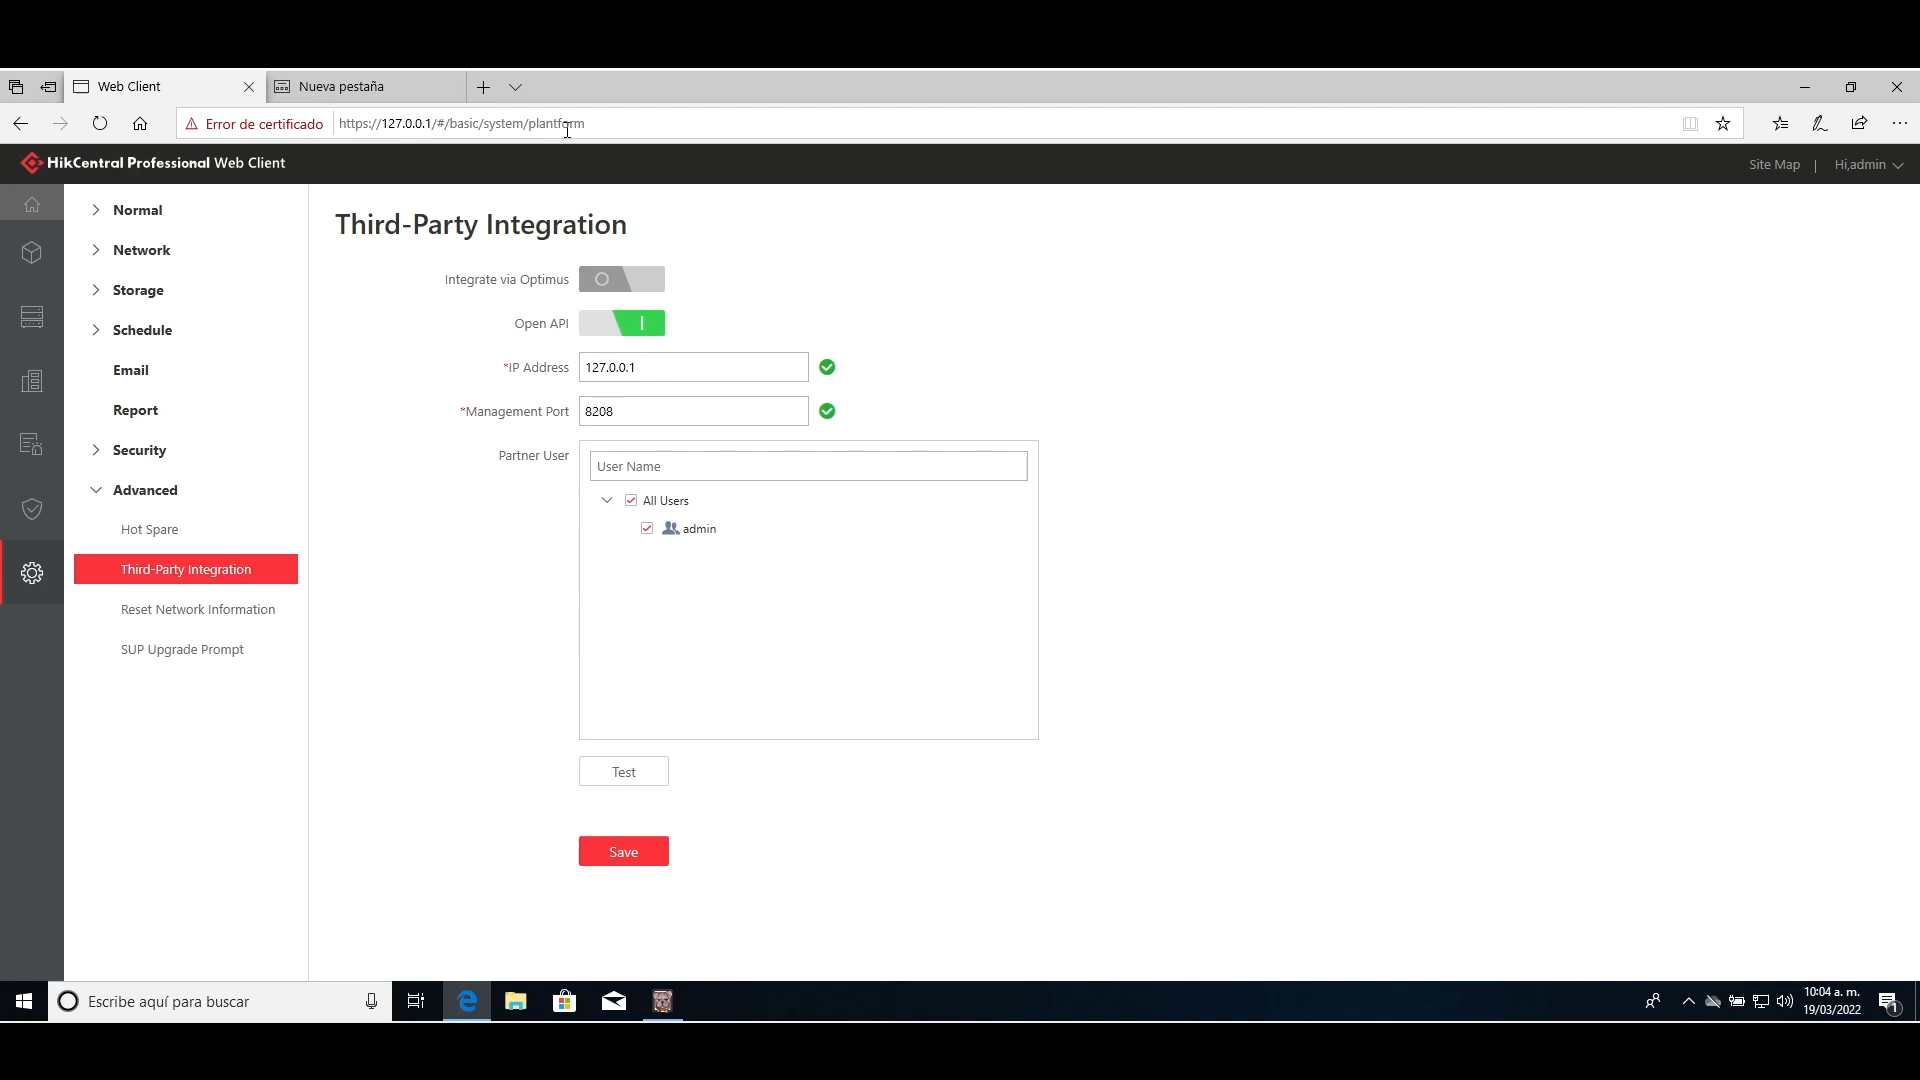 Web Client
Nueva pestaña
Error de certificado
https://127.0.0.1/#/basic/system/plantform
HikCentral Professional Web Client
Site Map | Hi,admin
Normal
Network
Storage
Schedule
Email
Report
Security
Advanced
Hot Spare
Third-Party Integration
Reset Network Information
SUP Upgrade Prompt
Third-Party Integration
Integrate via Optimus
Open API
*IP Address 127.0.0.1
*Management Port 8208
Partner User
User Name
All Users
admin
Test
Save
Escribe aquí para buscar
10:04 a. m.
19/03/2022
1